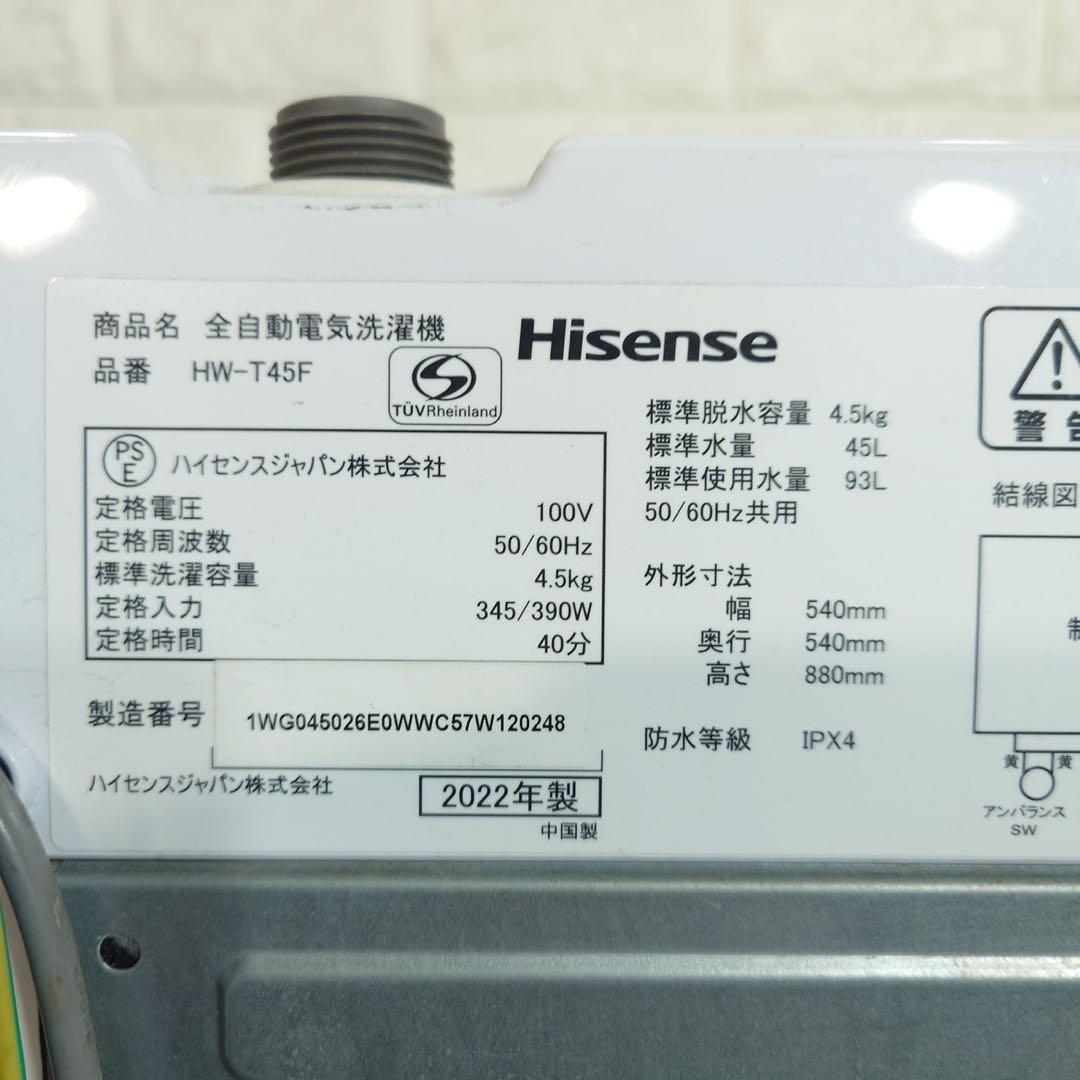 商品名 全自動電気洗濯機
品番 HW-T45F
TÜVRheinland
Hisense
PS
E
ハイセンスジャパン株式会社
定格電圧 100V
定格周波数 50/60Hz
標準洗濯容量 4.5kg
定格入力 345/390W
定格時間 40分
製造番号 1WG045026E0WWC57W120248
ハイセンスジャパン株式会社
2022年製
中国製
標準脱水容量 4.5kg
標準水量 45L
標準使用水量 93L
50/60Hz共用
外形寸法
幅 540mm
奥行 540mm
高さ 880mm
防水等級 IPX4
警告
結線図
制
黄 黄
アンバランス
SW